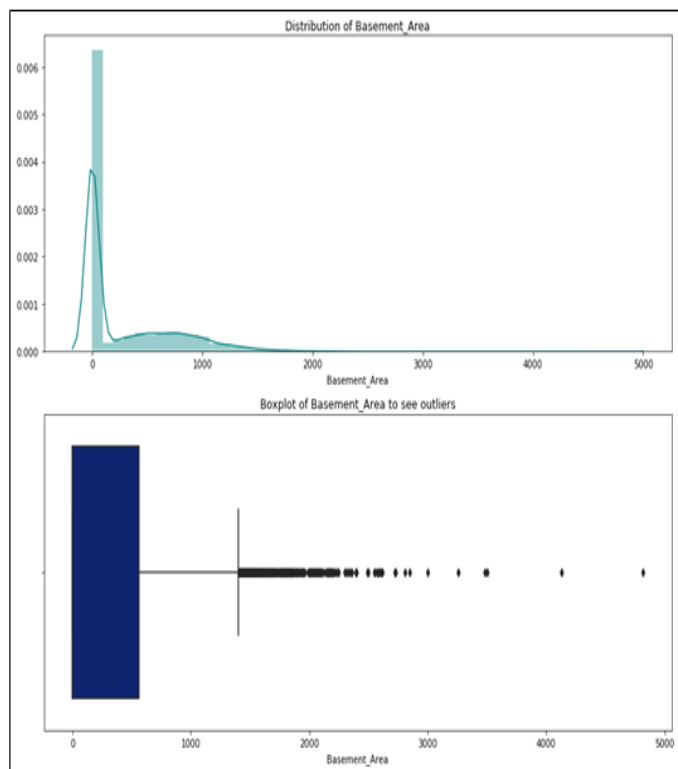 Distribution of Basement_Area
0.006
0.005
0.004
0.003
0.002
0.001
0.000
0 1000 2000 3000 4000 5000
Basement_Area
Boxplot of Basement_Area to see outliers
0 1000 2000 3000 4000 5000
Basement_Area